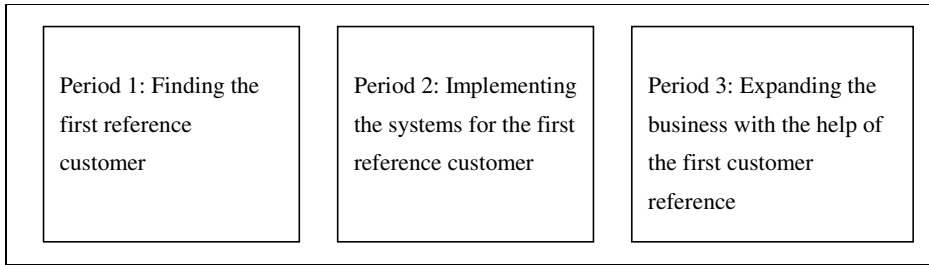 Period 1: Finding the
first reference
customer
Period 2: Implementing
the systems for the first
reference customer
Period 3: Expanding the
business with the help of
the first customer
reference